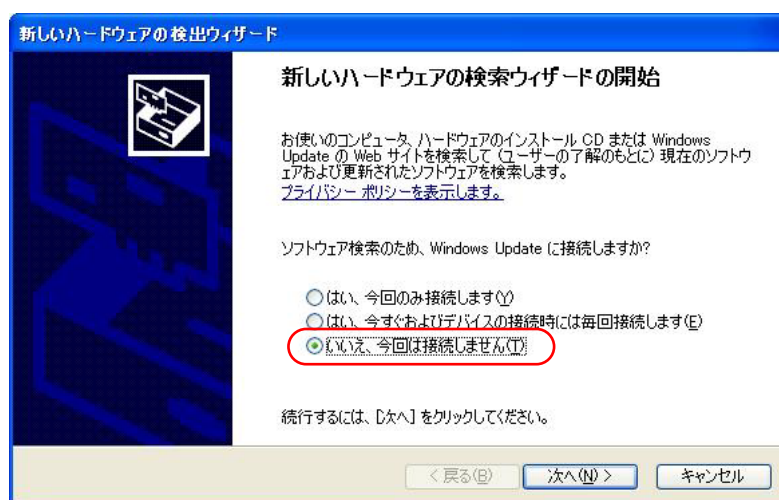 新しいハードウェアの検出ウィザード
新しいハードウェアの検索ウィザードの開始
お使いのコンピュータ、ハードウェアのインストール CD または Windows
Update の Web サイトを検索して (ユーザーの了解のもとに) 現在のソフトウ
ェアおよび更新されたソフトウェアを検索します。
プライバシー ポリシーを表示します。
ソフトウェア検索のため、Windows Update に接続しますか?
はい、今回のみ接続します(Y)
はい、今すぐおよびデバイスの接続時には毎回接続します(E)
いいえ、今回は接続しません(T)
続行するには、[次へ] をクリックしてください。
< 戻る(B) 次へ(N) > キャンセル